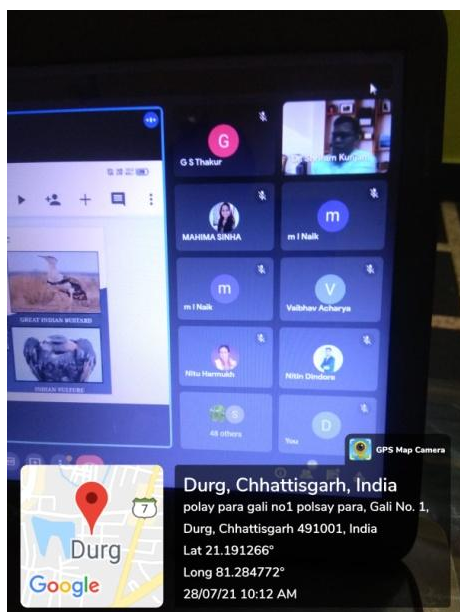 G
G S Thakur
MAHIMA SINHA
m
m l Naik
m
m l Naik
V
Vaibhav Acharya
Nitu Harmukh
Nitin Dindore
S
48 others
D
You
GREAT INDIAN BUSTARD
INDIAN VULTURE
GPS Map Camera
7
Durg
Google
Durg, Chhattisgarh, India
polay para gali no1 polsay para, Gali No. 1,
Durg, Chhattisgarh 491001, India
Lat 21.191266°
Long 81.284772°
28/07/21 10:12 AM